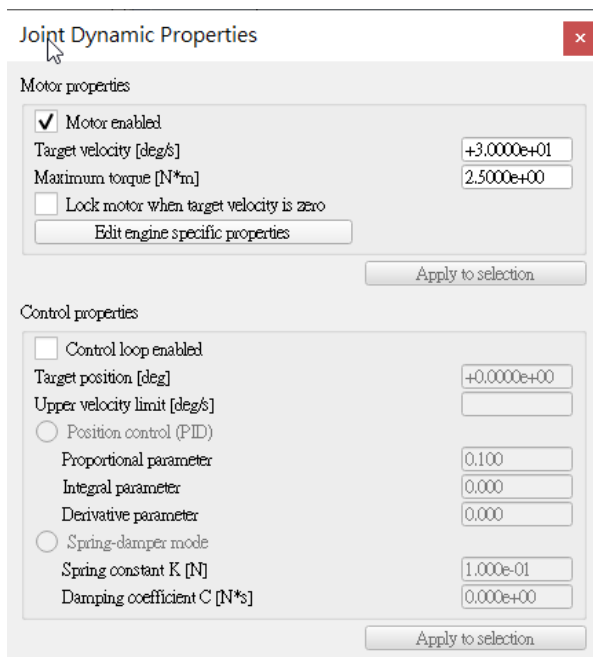 Joint Dynamic Properties
Motor properties
Motor enabled
Target velocity [deg/s] +3.0000e+01
Maximum torque [N*m] 2.5000e+00
Lock motor when target velocity is zero
Edit engine specific properties
Apply to selection
Control properties
Control loop enabled
Target position [deg] +0.0000e+00
Upper velocity limit [deg/s]
Position control (PID)
Proportional parameter 0.100
Integral parameter 0.000
Derivative parameter 0.000
Spring-damper mode
Spring constant K [N] 1.000e-01
Damping coefficient C [N*s] 0.000e+00
Apply to selection